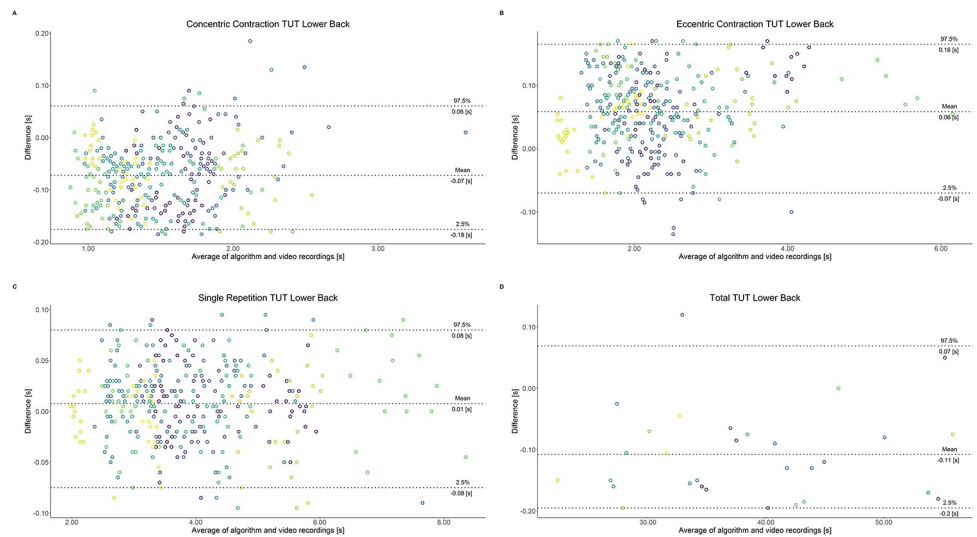 A
Concentric Contraction TUT Lower Back
0.20
0.10
0.00
-0.10
-0.20
Difference [s]
97.5%
0.06 [s]
Mean
-0.07 [s]
2.5%
-0.18 [s]
1.00
2.00
3.00
Average of algorithm and video recordings [s]
B
Eccentric Contraction TUT Lower Back
0.10
0.00
-0.10
Difference [s]
97.5%
0.16 [s]
Mean
0.06 [s]
2.5%
-0.07 [s]
2.00
4.00
6.00
Average of algorithm and video recordings [s]
C
Single Repetition TUT Lower Back
0.10
0.05
0.00
-0.05
-0.10
Difference [s]
97.5%
0.08 [s]
Mean
0.01 [s]
2.5%
-0.08 [s]
2.00
4.00
6.00
8.00
Average of algorithm and video recordings [s]
D
Total TUT Lower Back
0.10
0.00
-0.10
-0.20
Difference [s]
97.5%
0.07 [s]
Mean
-0.11 [s]
2.5%
-0.2 [s]
30.00
40.00
50.00
Average of algorithm and video recordings [s]